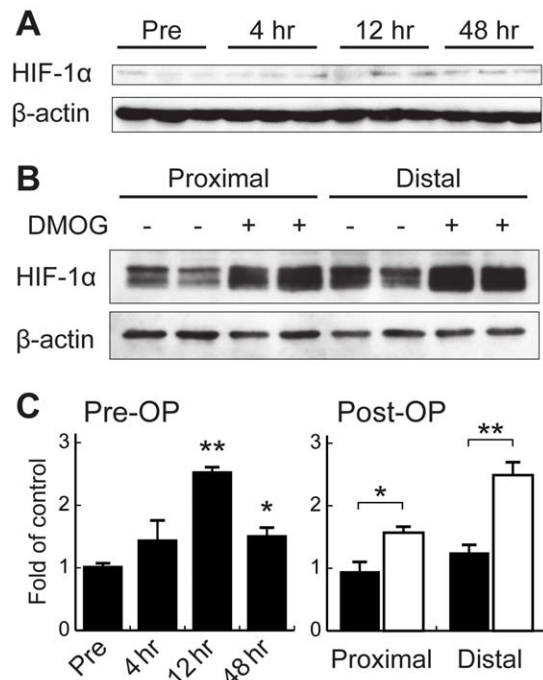 A
Pre 4 hr 12 hr 48 hr
HIF-1α
β-actin
B
Proximal Distal
DMOG - - + + - - + +
HIF-1α
β-actin
C Pre-OP Post-OP
3 3
** **
2 * 2 *
Fold of control
1 1
0 0
Pre 4 hr 12 hr 48 hr Proximal Distal